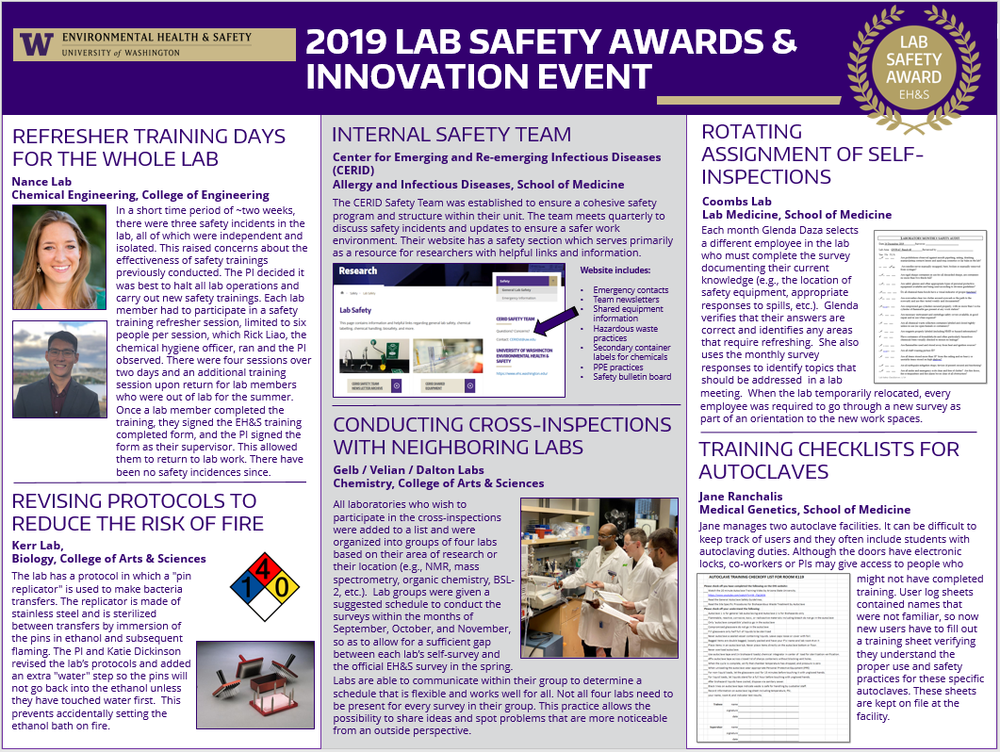 W
ENVIRONMENTAL HEALTH & SAFETY
UNIVERSITY of WASHINGTON
2019 LAB SAFETY AWARDS &
INNOVATION EVENT
LAB
SAFETY
AWARD
EH&S
REFRESHER TRAINING DAYS
FOR THE WHOLE LAB
Nance Lab
Chemical Engineering, College of Engineering
In a short time period of ~two weeks,
there were three safety incidents in the
lab, all of which were independent and
isolated. This raised concerns about the
effectiveness of safety trainings
previously conducted. The PI decided it
was best to halt all lab operations and
carry out new safety trainings. Each lab
member had to participate in a safety
training refresher session, limited to six
people per session, which Rick Liao, the
chemical hygiene officer, ran and the PI
observed. There were four sessions over
two days and an additional training
session upon return for lab members
who were out of lab for the summer.
Once a lab member completed the
training, they signed the EH&S training
completed form, and the PI signed the
form as their supervisor. This allowed
them to return to lab work. There have
been no safety incidences since.
REVISING PROTOCOLS TO
REDUCE THE RISK OF FIRE
Kerr Lab,
Biology, College of Arts & Sciences
The lab has a protocol in which a "pin
replicator" is used to make bacteria
transfers. The replicator is made of
stainless steel and is sterilized
between transfers by immersion of
the pins in ethanol and subsequent
flaming. The PI and Katie Dickinson
revised the lab's protocols and added
an extra "water" step so the pins will
not go back into the ethanol unless
they have touched water first.  This
prevents accidentally setting the
ethanol bath on fire.
4
1 0
INTERNAL SAFETY TEAM
Center for Emerging and Re-emerging Infectious Diseases
(CERID)
Allergy and Infectious Diseases, School of Medicine
The CERID Safety Team was established to ensure a cohesive safety
program and structure within their unit. The team meets quarterly to
discuss safety incidents and updates to ensure a safer work
environment. Their website has a safety section which serves primarily
as a resource for researchers with helpful links and information.
Research
Safety
General Lab Safety
Emergency Information
Lab Safety
This page contains information and helpful links regarding general lab safety, chemical
labeling, chemical handling, biosafety, and more.
CERID SAFETY TEAM
Questions? Concerns?
UNIVERSITY OF WASHINGTON
ENVIRONMENTAL HEALTH &
SAFETY
CERID SAFETY TEAM
NEWSLETTER ARCHIVE
CERID SHARED
EQUIPMENT
Website includes:
• Emergency contacts
• Team newsletters
• Shared equipment
information
• Hazardous waste
practices
• Secondary container
labels for chemicals
• PPE practices
• Safety bulletin board
CONDUCTING CROSS-INSPECTIONS
WITH NEIGHBORING LABS
Gelb / Velian / Dalton Labs
Chemistry, College of Arts & Sciences
All laboratories who wish to
participate in the cross-inspections
were added to a list and were
organized into groups of four labs
based on their area of research or
their location (e.g., NMR, mass
spectrometry, organic chemistry, BSL-
2, etc.).  Lab groups were given a
suggested schedule to conduct the
surveys within the months of
September, October, and November,
so as to allow for a sufficient gap
between each lab's self-survey and
the official EH&S survey in the spring.
Labs are able to communicate within their group to determine a
schedule that is flexible and works well for all. Not all four labs need to
be present for every survey in their group. This practice allows the
possibility to share ideas and spot problems that are more noticeable
from an outside perspective.
ROTATING
ASSIGNMENT OF SELF-
INSPECTIONS
Coombs Lab
Lab Medicine, School of Medicine
Each month Glenda Daza selects
a different employee in the lab
who must complete the survey
documenting their current
knowledge (e.g., the location of
safety equipment, appropriate
responses to spills, etc.).  Glenda
verifies that their answers are
correct and identifies any areas
that require refreshing.  She also
uses the monthly survey
responses to identify topics that
should be addressed  in a lab
meeting.  When the lab temporarily relocated, every
employee was required to go through a new survey as
part of an orientation to the new work spaces.
LABORATORY MONTHLY SAFETY AUDIT
TRAINING CHECKLISTS FOR
AUTOCLAVES
Jane Ranchalis
Medical Genetics, School of Medicine
Jane manages two autoclave facilities. It can be difficult to
keep track of users and they often include students with
autoclaving duties. Although the doors have electronic
locks, co-workers or PIs may give access to people who
might not have completed
training. User log sheets
contained names that
were not familiar, so now
new users have to fill out
a training sheet verifying
they understand the
proper use and safety
practices for these specific
autoclaves. These sheets
are kept on file at the
facility.
AUTOCLAVE TRAINING CHECKOFF LIST FOR ROOM K110